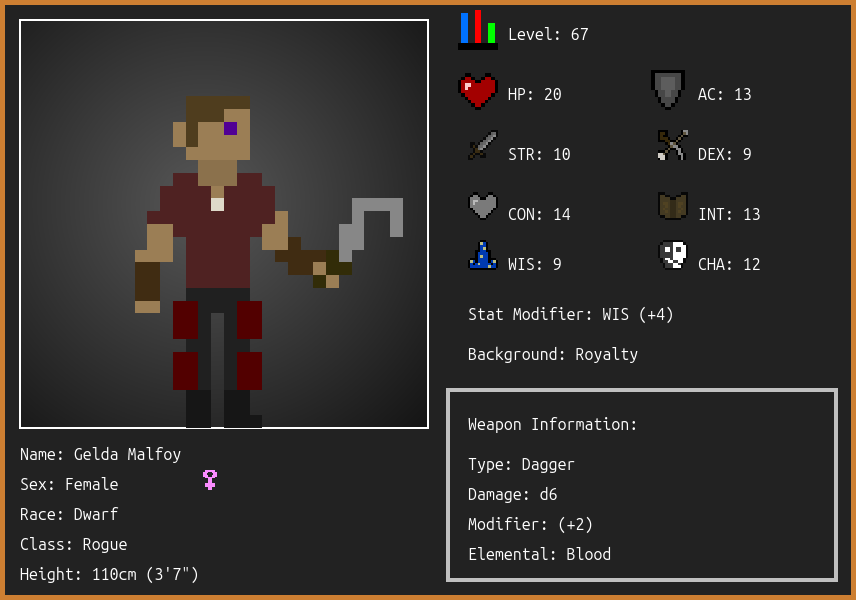 Level: 67
HP: 20
AC: 13
STR: 10
DEX: 9
CON: 14
INT: 13
WIS: 9
CHA: 12
Stat Modifier: WIS (+4)
Background: Royalty
Weapon Information:
Type: Dagger
Damage: d6
Modifier: (+2)
Elemental: Blood
Name: Gelda Malfoy
Sex: Female
Race: Dwarf
Class: Rogue
Height: 110cm (3'7")